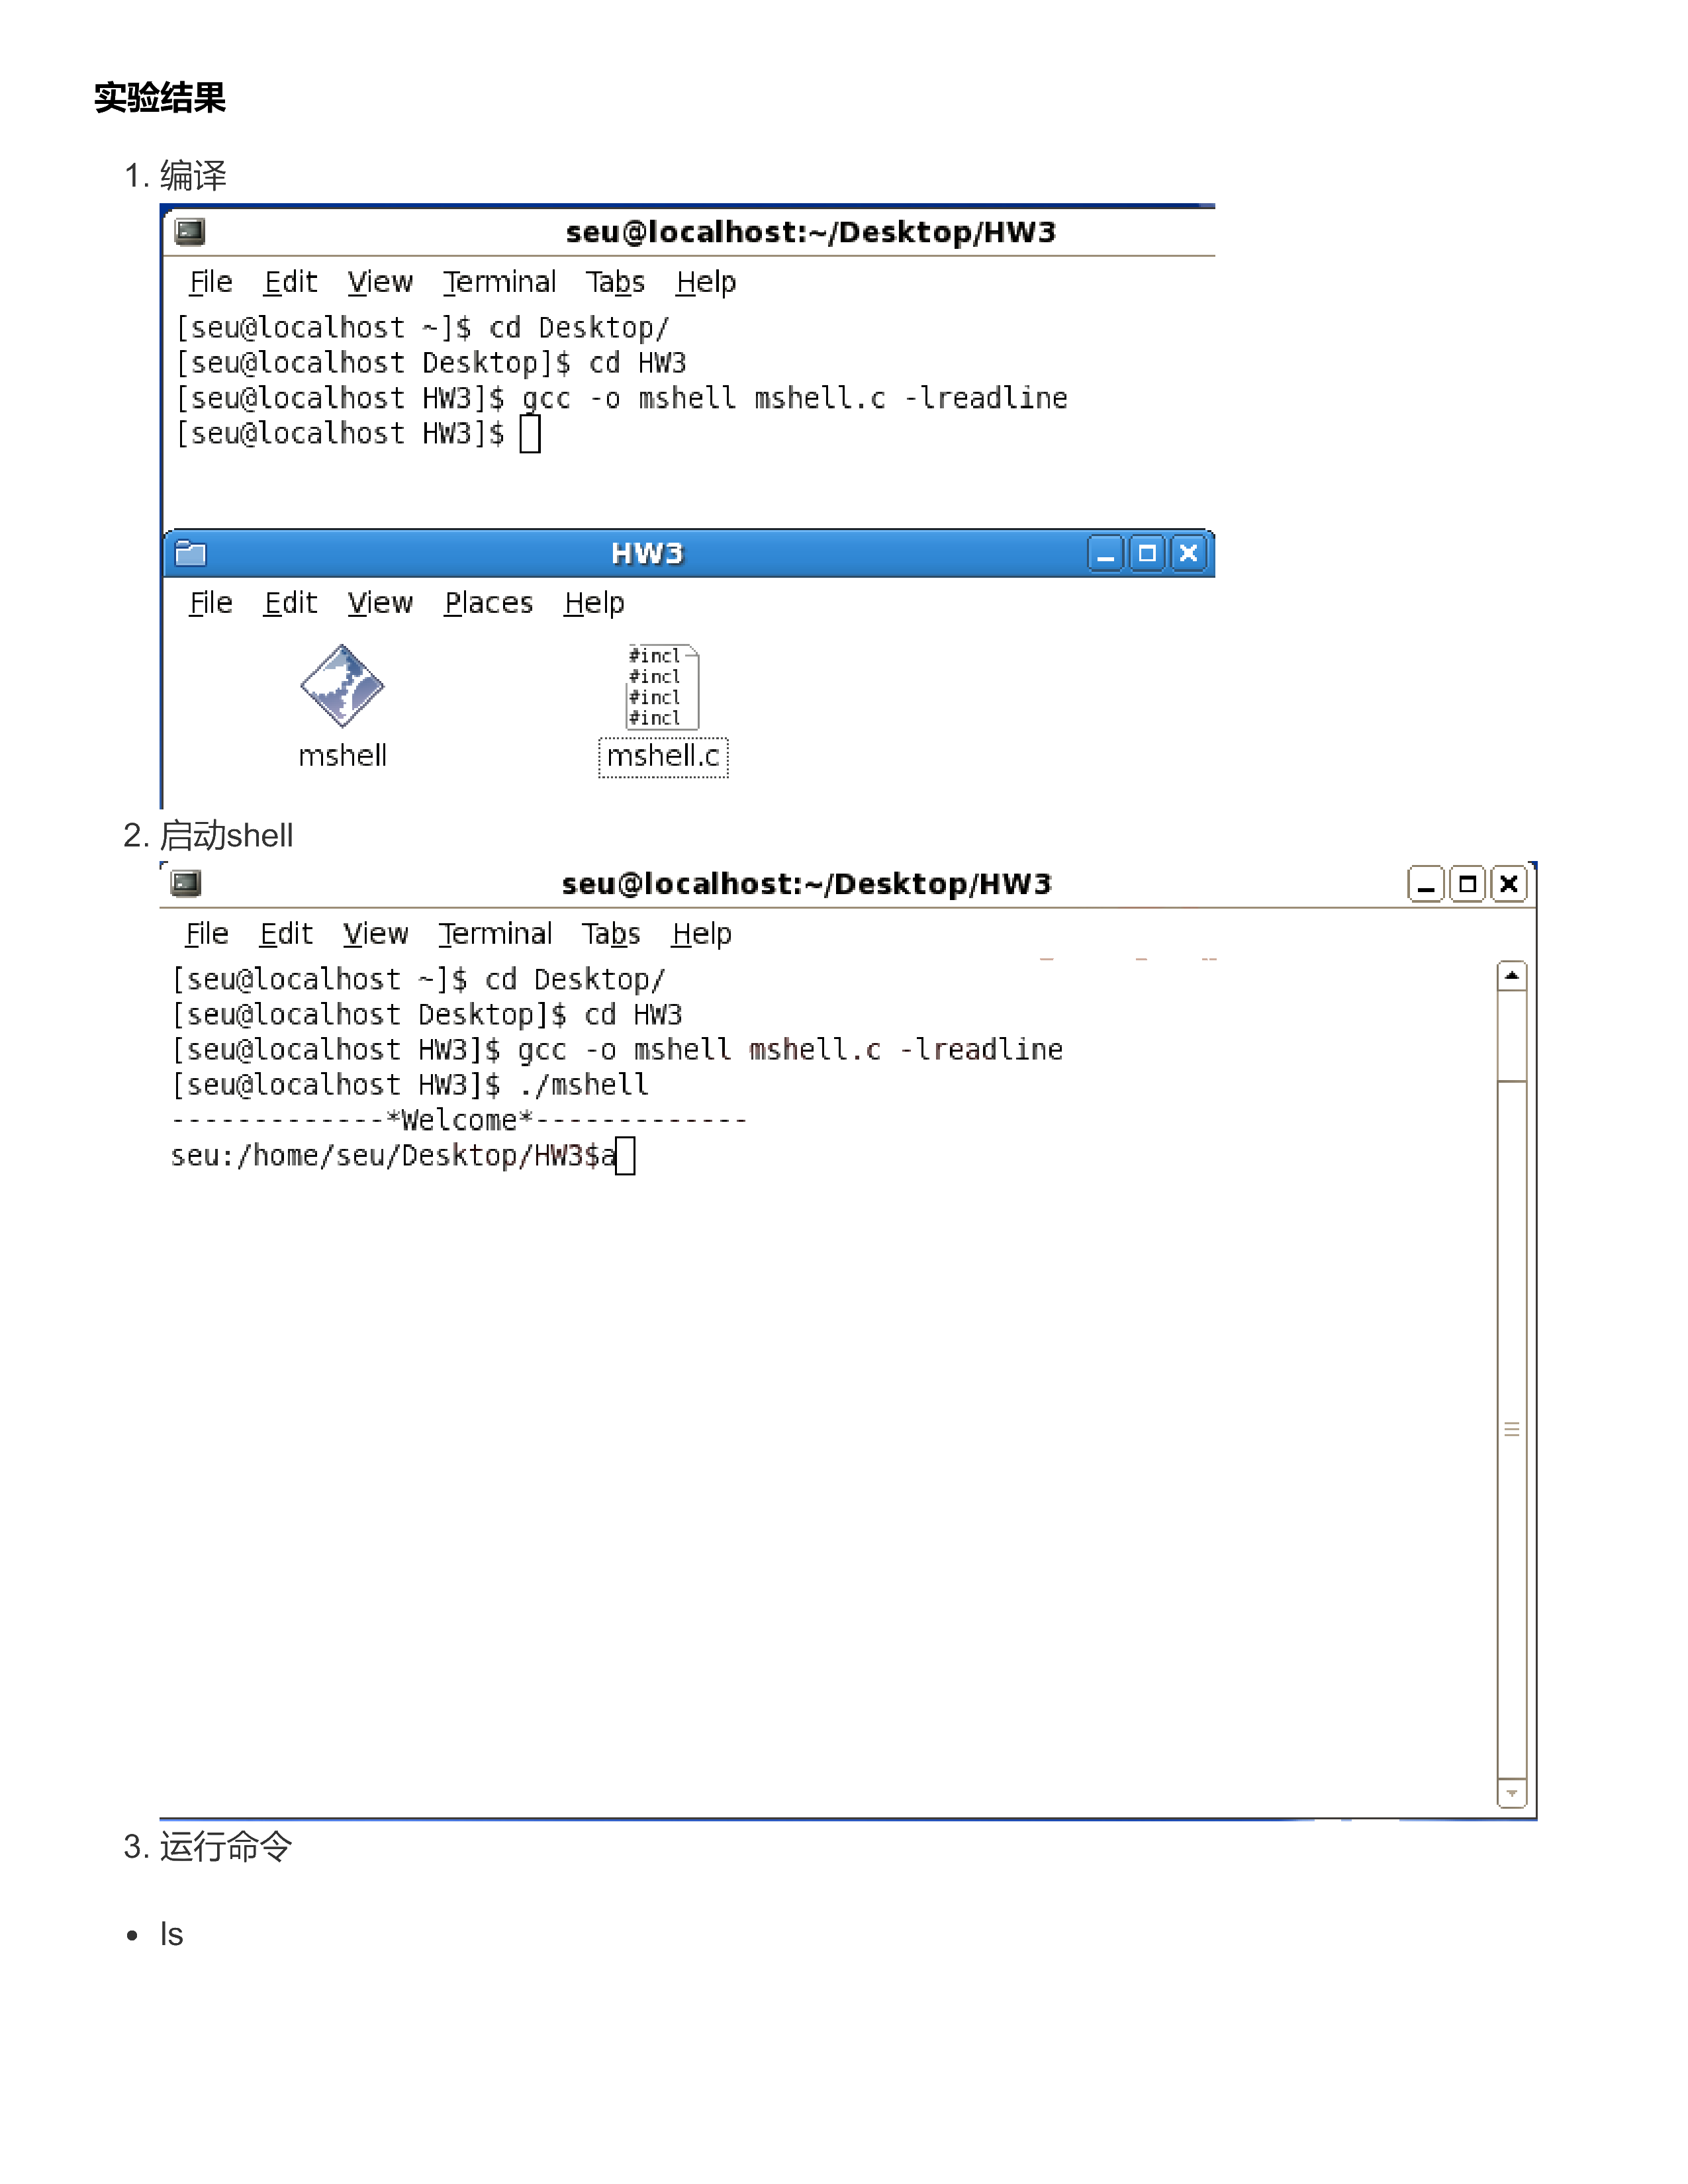 实验结果
1. 编译
seu@localhost:~/Desktop/HW3
File Edit View Terminal Tabs Help
[seu@localhost ~]$ cd Desktop/
[seu@localhost Desktop]$ cd HW3
[seu@localhost HW3]$ gcc -o mshell mshell.c -lreadline
[seu@localhost HW3]$
HW3
File Edit View Places Help
#incl
#incl
#incl
#incl
mshell mshell.c
2. 启动shell
seu@localhost:~/Desktop/HW3
File Edit View Terminal Tabs Help
[seu@localhost ~]$ cd Desktop/
[seu@localhost Desktop]$ cd HW3
[seu@localhost HW3]$ gcc -o mshell mshell.c -lreadline
[seu@localhost HW3]$ ./mshell
-------------*Welcome*-------------
seu:/home/seu/Desktop/HW3$a
3. 运行命令
• ls